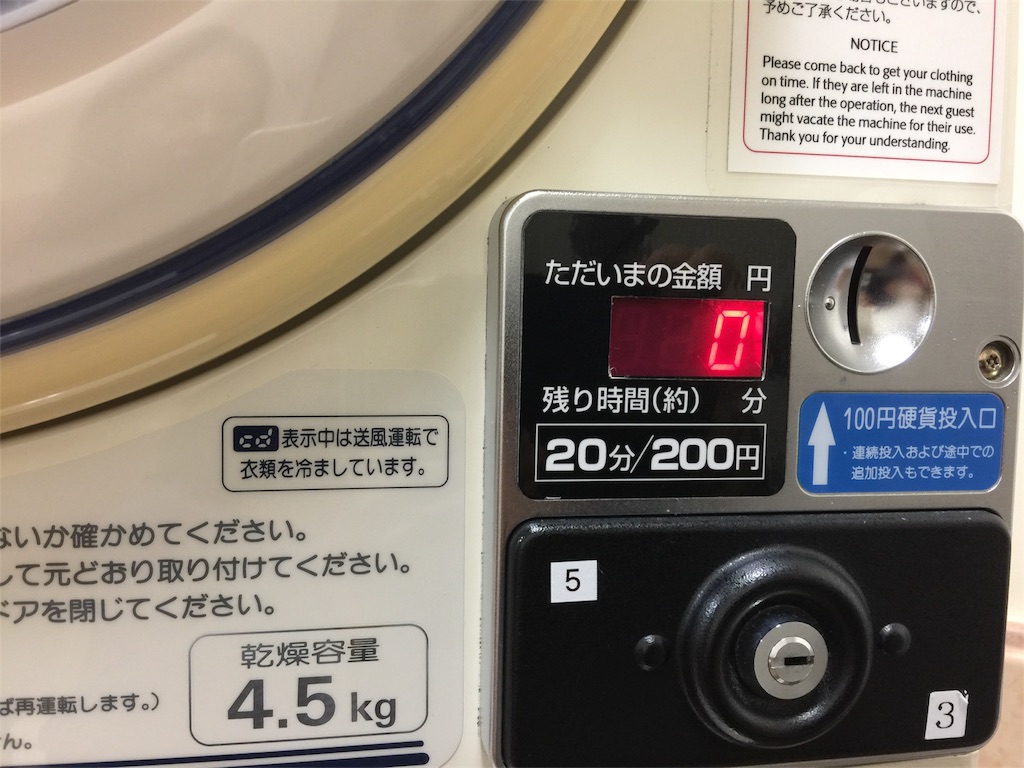 予めご了承ください。
NOTICE
Please come back to get your clothing
on time. If they are left in the machine
long after the operation, the next guest
might vacate the machine for their use.
Thank you for your understanding.
ただいまの金額 円
0
残り時間(約) 分
20分/200円
100円硬貨投入口
・連続投入および途中での
追加投入もできます。
cd 表示中は送風運転で
衣類を冷ましています。
ないか確かめてください。
して元どおり取り付けてください。
ドアを閉じてください。
乾燥容量
4.5kg
ば再運転します。)
ん。
5
3